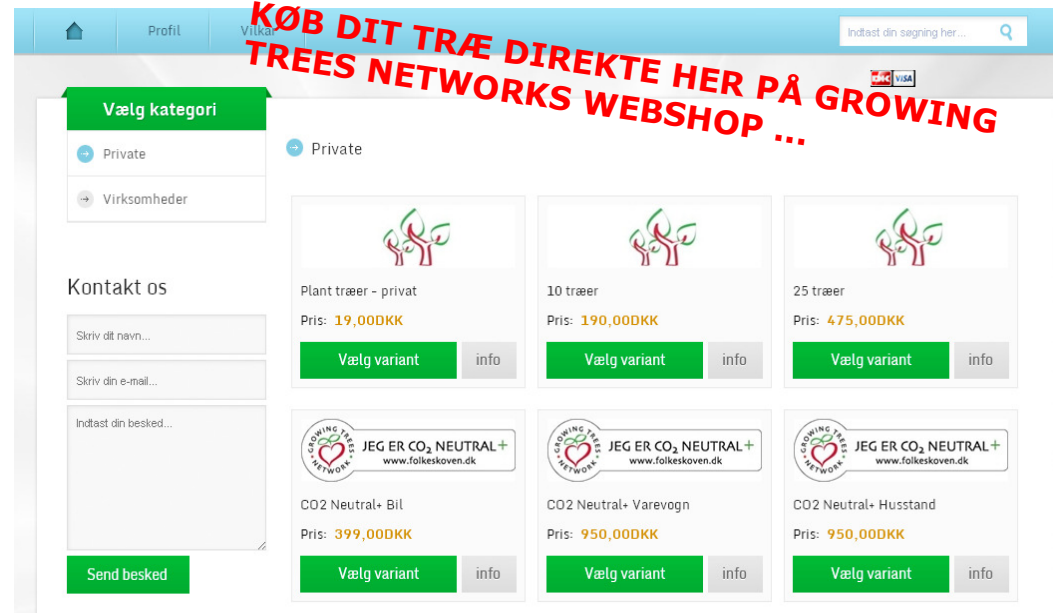 Profil
Vilkår
Indtast din søgning her...
KØB DIT TRÆ DIREKTE HER PÅ GROWING
TREES NETWORKS WEBSHOP ...
VISA
Vælg kategori
Private
Virksomheder
Kontakt os
Skriv dit navn...
Skriv din e-mail...
Indtast din besked...
Send besked
Private
Plant træer - privat
Pris: 19,00DKK
Vælg variant
info
10 træer
Pris: 190,00DKK
Vælg variant
info
25 træer
Pris: 475,00DKK
Vælg variant
info
GROWING TREES NETWORK
JEG ER CO₂ NEUTRAL+
www.folkeskoven.dk
CO2 Neutral+ Bil
Pris: 399,00DKK
Vælg variant
info
GROWING TREES NETWORK
JEG ER CO₂ NEUTRAL+
www.folkeskoven.dk
CO2 Neutral+ Varevogn
Pris: 950,00DKK
Vælg variant
info
GROWING TREES NETWORK
JEG ER CO₂ NEUTRAL+
www.folkeskoven.dk
CO2 Neutral+ Husstand
Pris: 950,00DKK
Vælg variant
info